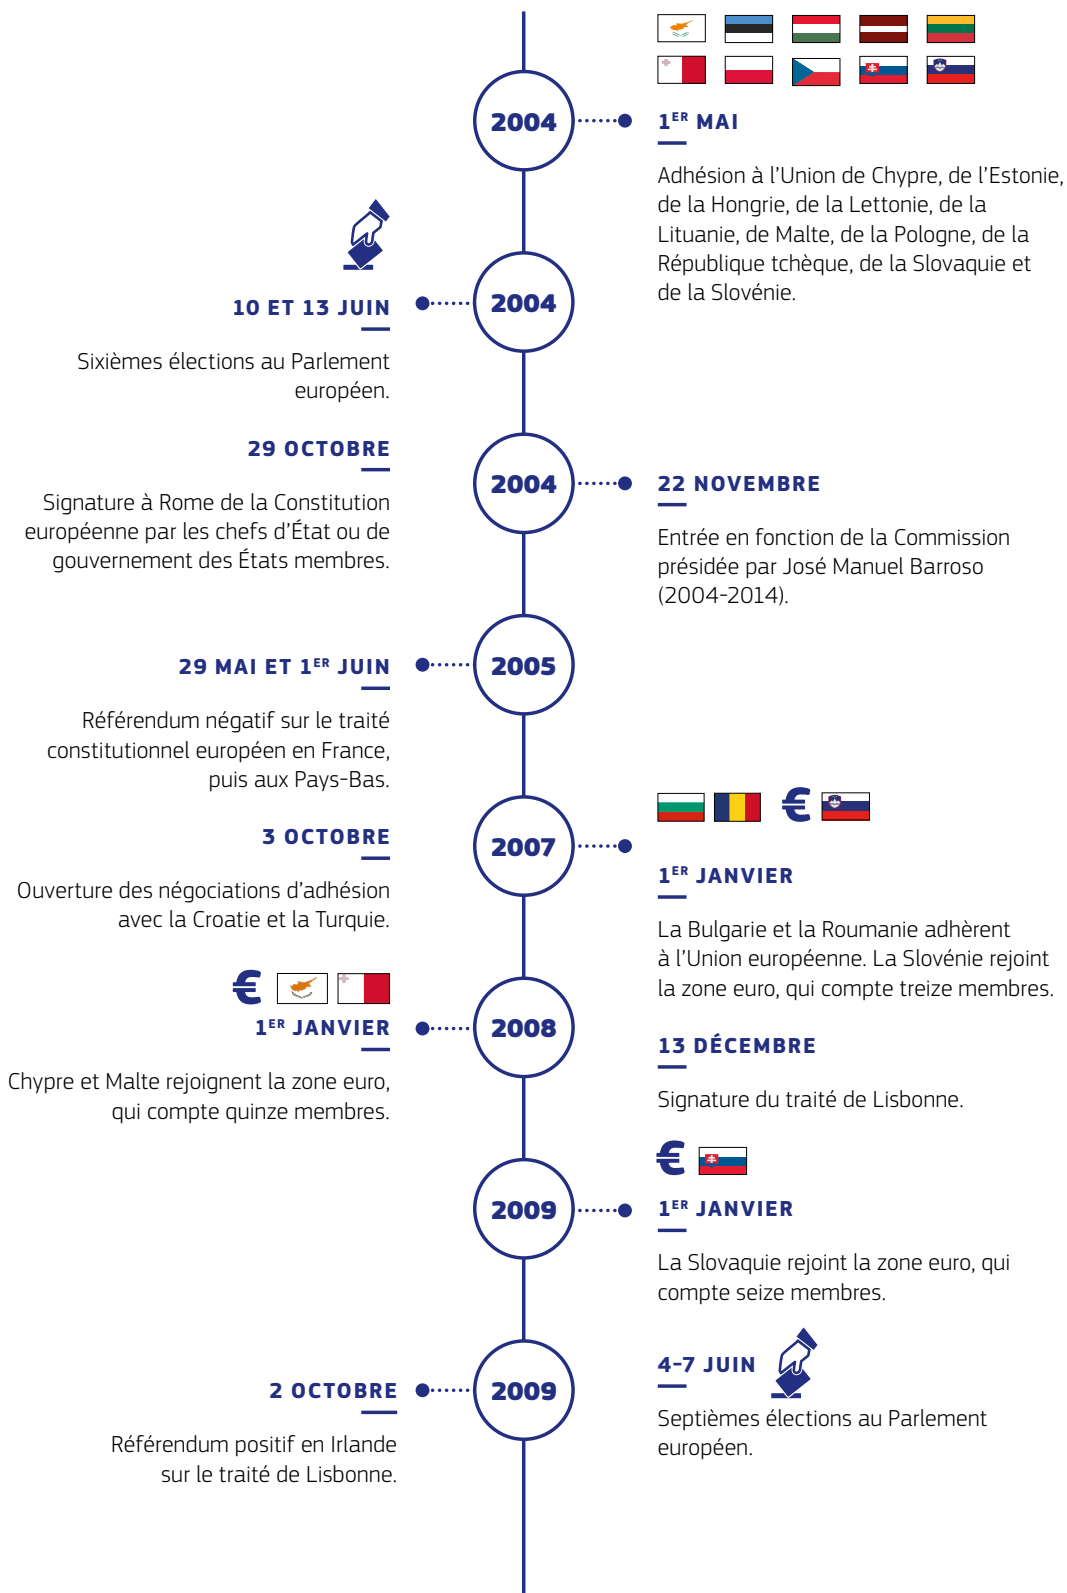 2004
1ER MAI
Adhésion à l’Union de Chypre, de l’Estonie,
de la Hongrie, de la Lettonie, de la
Lituanie, de Malte, de la Pologne, de la
République tchèque, de la Slovaquie et
de la Slovénie.
2004
10 ET 13 JUIN
Sixièmes élections au Parlement
européen.
29 OCTOBRE
Signature à Rome de la Constitution
européenne par les chefs d’État ou de
gouvernement des États membres.
2004
22 NOVEMBRE
Entrée en fonction de la Commission
présidée par José Manuel Barroso
(2004-2014).
2005
29 MAI ET 1ER JUIN
Référendum négatif sur le traité
constitutionnel européen en France,
puis aux Pays-Bas.
3 OCTOBRE
Ouverture des négociations d’adhésion
avec la Croatie et la Turquie.
2007
€
1ER JANVIER
La Bulgarie et la Roumanie adhèrent
à l’Union européenne. La Slovénie rejoint
la zone euro, qui compte treize membres.
13 DÉCEMBRE
Signature du traité de Lisbonne.
2008
€
1ER JANVIER
Chypre et Malte rejoignent la zone euro,
qui compte quinze membres.
2009
€
1ER JANVIER
La Slovaquie rejoint la zone euro, qui
compte seize membres.
4-7 JUIN
Septièmes élections au Parlement
européen.
2009
2 OCTOBRE
Référendum positif en Irlande
sur le traité de Lisbonne.